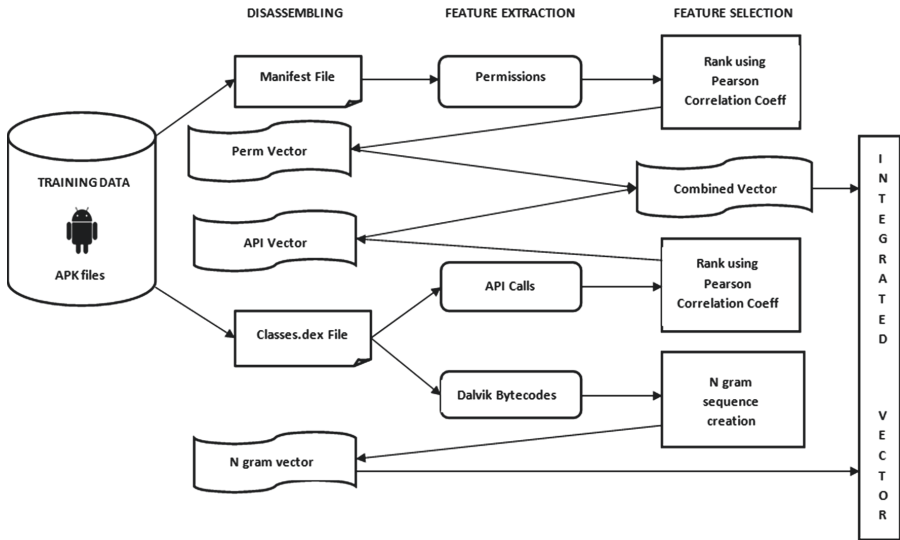 DISASSEMBLING
FEATURE EXTRACTION
FEATURE SELECTION
Manifest File
Permissions
Rank using
Pearson
Correlation Coeff
Perm Vector
TRAINING DATA
APK files
Combined Vector
API Vector
API Calls
Rank using
Pearson
Correlation Coeff
Classes.dex File
Dalvik Bytecodes
N gram
sequence
creation
N gram vector
INTEGRATED
VECTOR